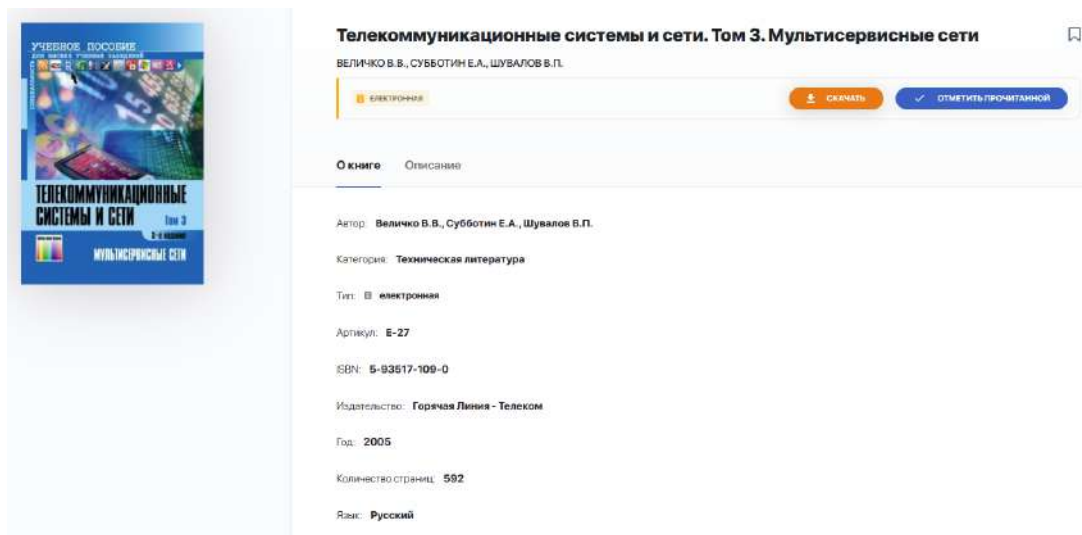 УЧЕБНОЕ ПОСОБИЕ
ТЕЛЕКОММУНИКАЦИОННЫЕ
СИСТЕМЫ И СЕТИ
Том 3
МУЛЬТИСЕРВИСНЫЕ СЕТИ
Телекоммуникационные системы и сети. Том 3. Мультисервисные сети
ВЕЛИЧКО В.В., СУББОТИН Е.А., ШУВАЛОВ В.П.
ЕЛЕКТРОННАЯ
СКАЧАТЬ
ОТМЕТИТЬ ПРОЧИТАННОЙ
О книге
Описание
Автор: Величко В.В., Субботин Е.А., Шувалов В.П.
Категория: Техническая литература
Тип: електронная
Артикул: E-27
ISBN: 5-93517-109-0
Издательство: Горячая Линия - Телеком
Год: 2005
Количество страниц: 592
Язык: Русский